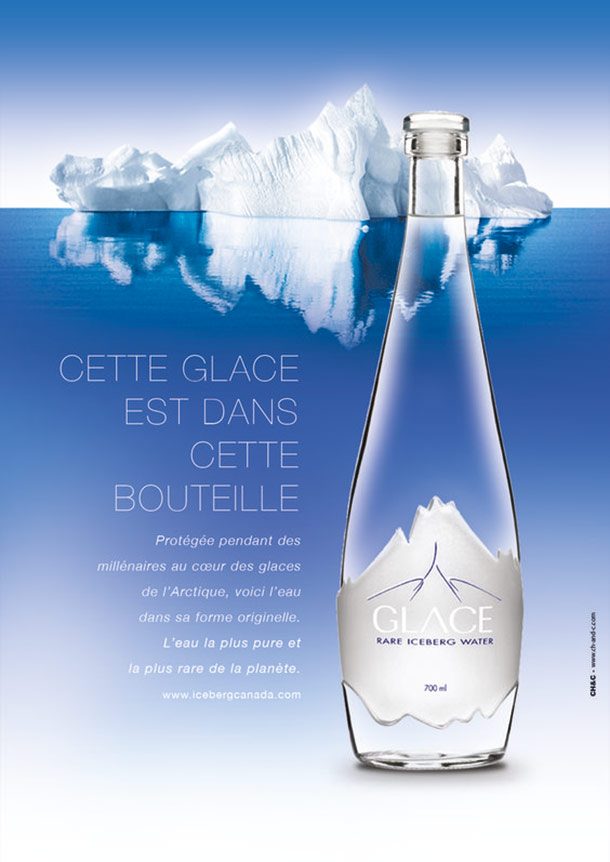 CETTE GLACE
EST DANS
CETTE
BOUTEILLE
Protégée pendant des
millénaires au cœur des glaces
de l'Arctique, voici l'eau
dans sa forme originelle.
L'eau la plus pure et
la plus rare de la planète.
www.icebergcanada.com
GLACE
RARE ICEBERG WATER
700 ml
CH&C - www.ch-and-c.com